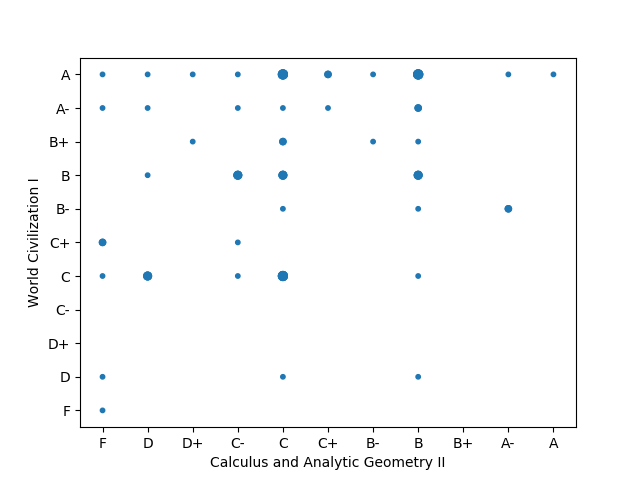 A
A-
B+
B
B-
C+
C
C-
D+
D
F
World Civilization I
F D D+ C- C C+ B- B B+ A- A
Calculus and Analytic Geometry II